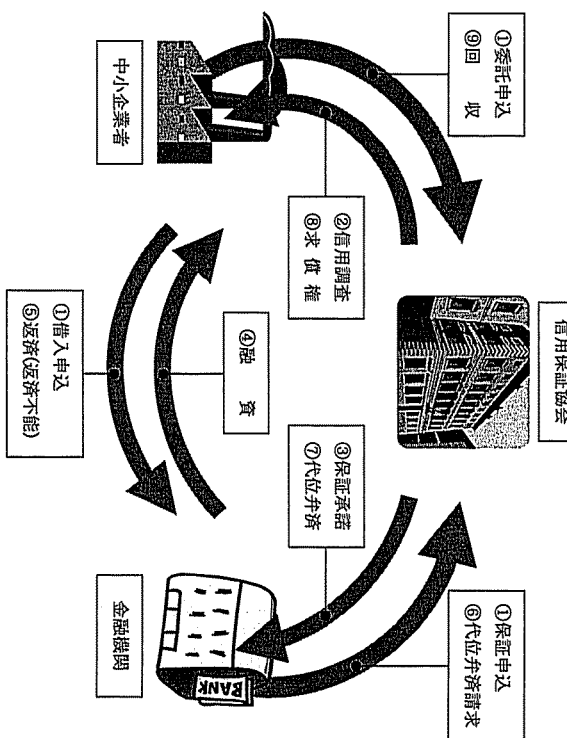 信用保証協会
①委託申込
⑨回 収
②信用調査
⑧求 償 権
③保証承諾
⑦代位弁済
①保証申込
⑥代位弁済請求
中小企業者
④融 資
①借入申込
⑤返済(返済不能)
金融機関
BANK